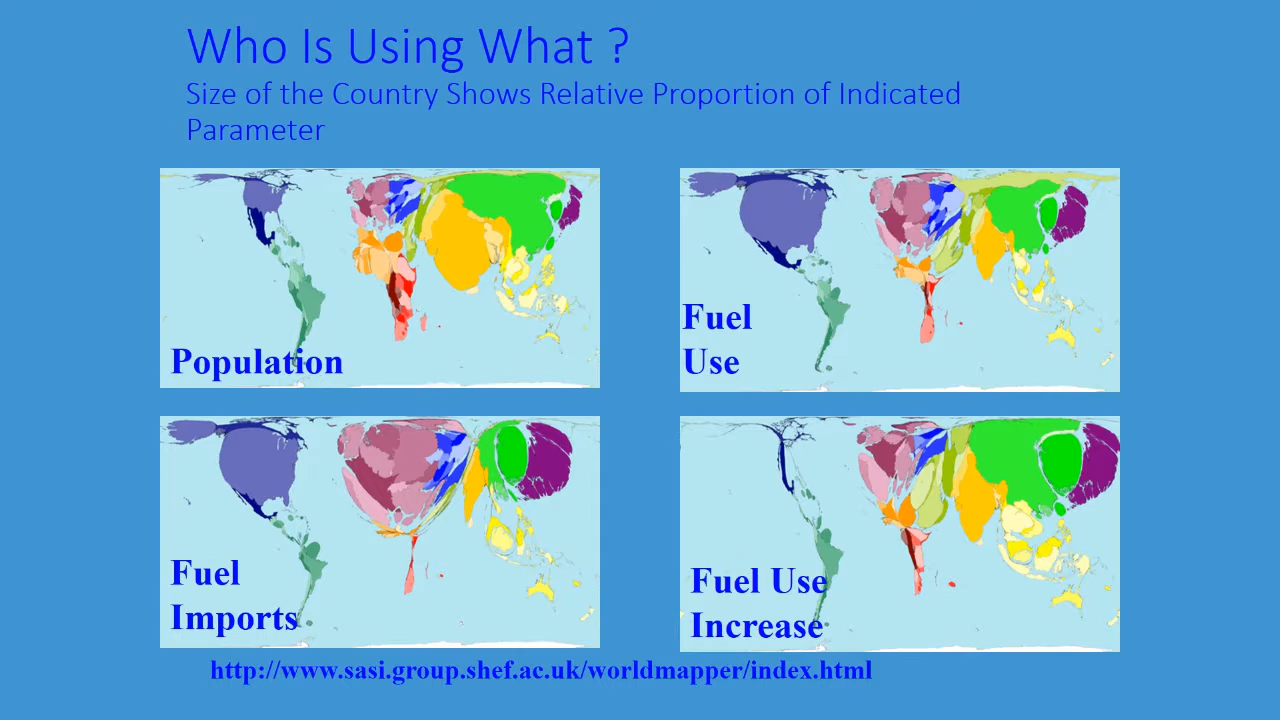 Who Is Using What ?
Size of the Country Shows Relative Proportion of Indicated
Parameter
Population
Fuel
Use
Fuel
Imports
Fuel Use
Increase
http://www.sasi.group.shef.ac.uk/worldmapper/index.html